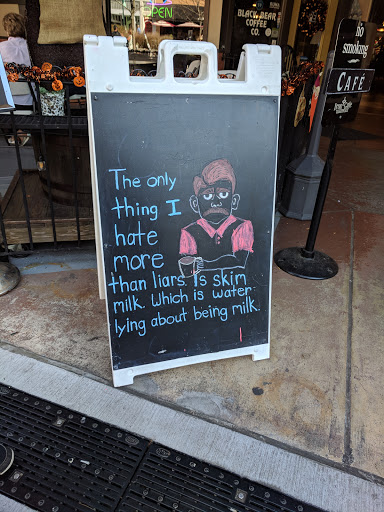 OPEN
BLACK BEAR
COFFEE
CO.
no
smoking
CAFÉ
The only
thing I
hate
more
than liars. Is skim
milk. Which is water
lying about being milk.